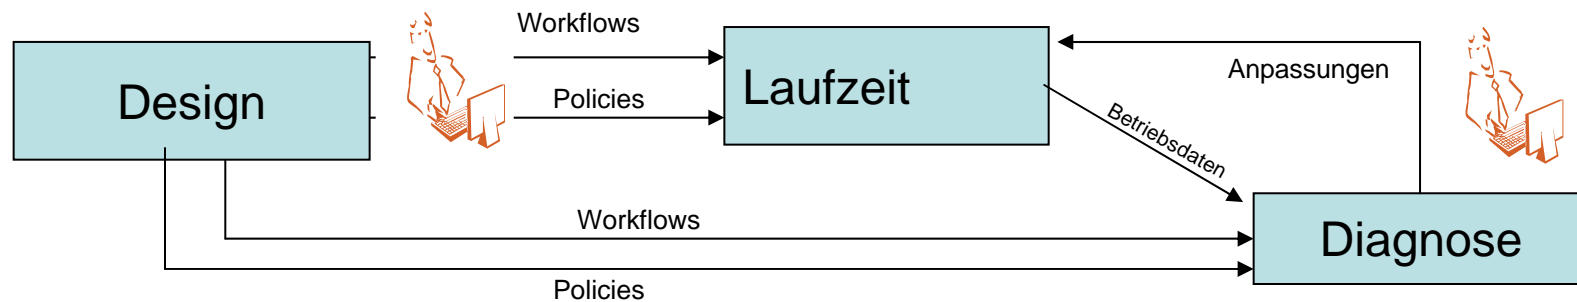 Workflows
Design
Policies
Laufzeit
Anpassungen
Betriebsdaten
Workflows
Diagnose
Policies